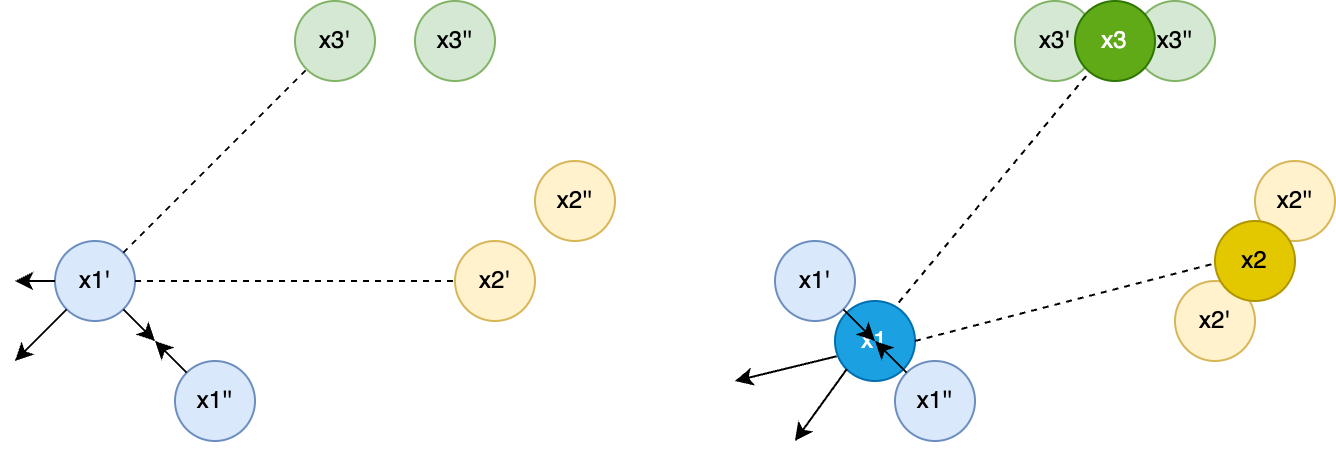 x3' x3" x3' x3 x3"
x2" x2"
x1' x2' x1' x2
x2'
x1
x1" x1"